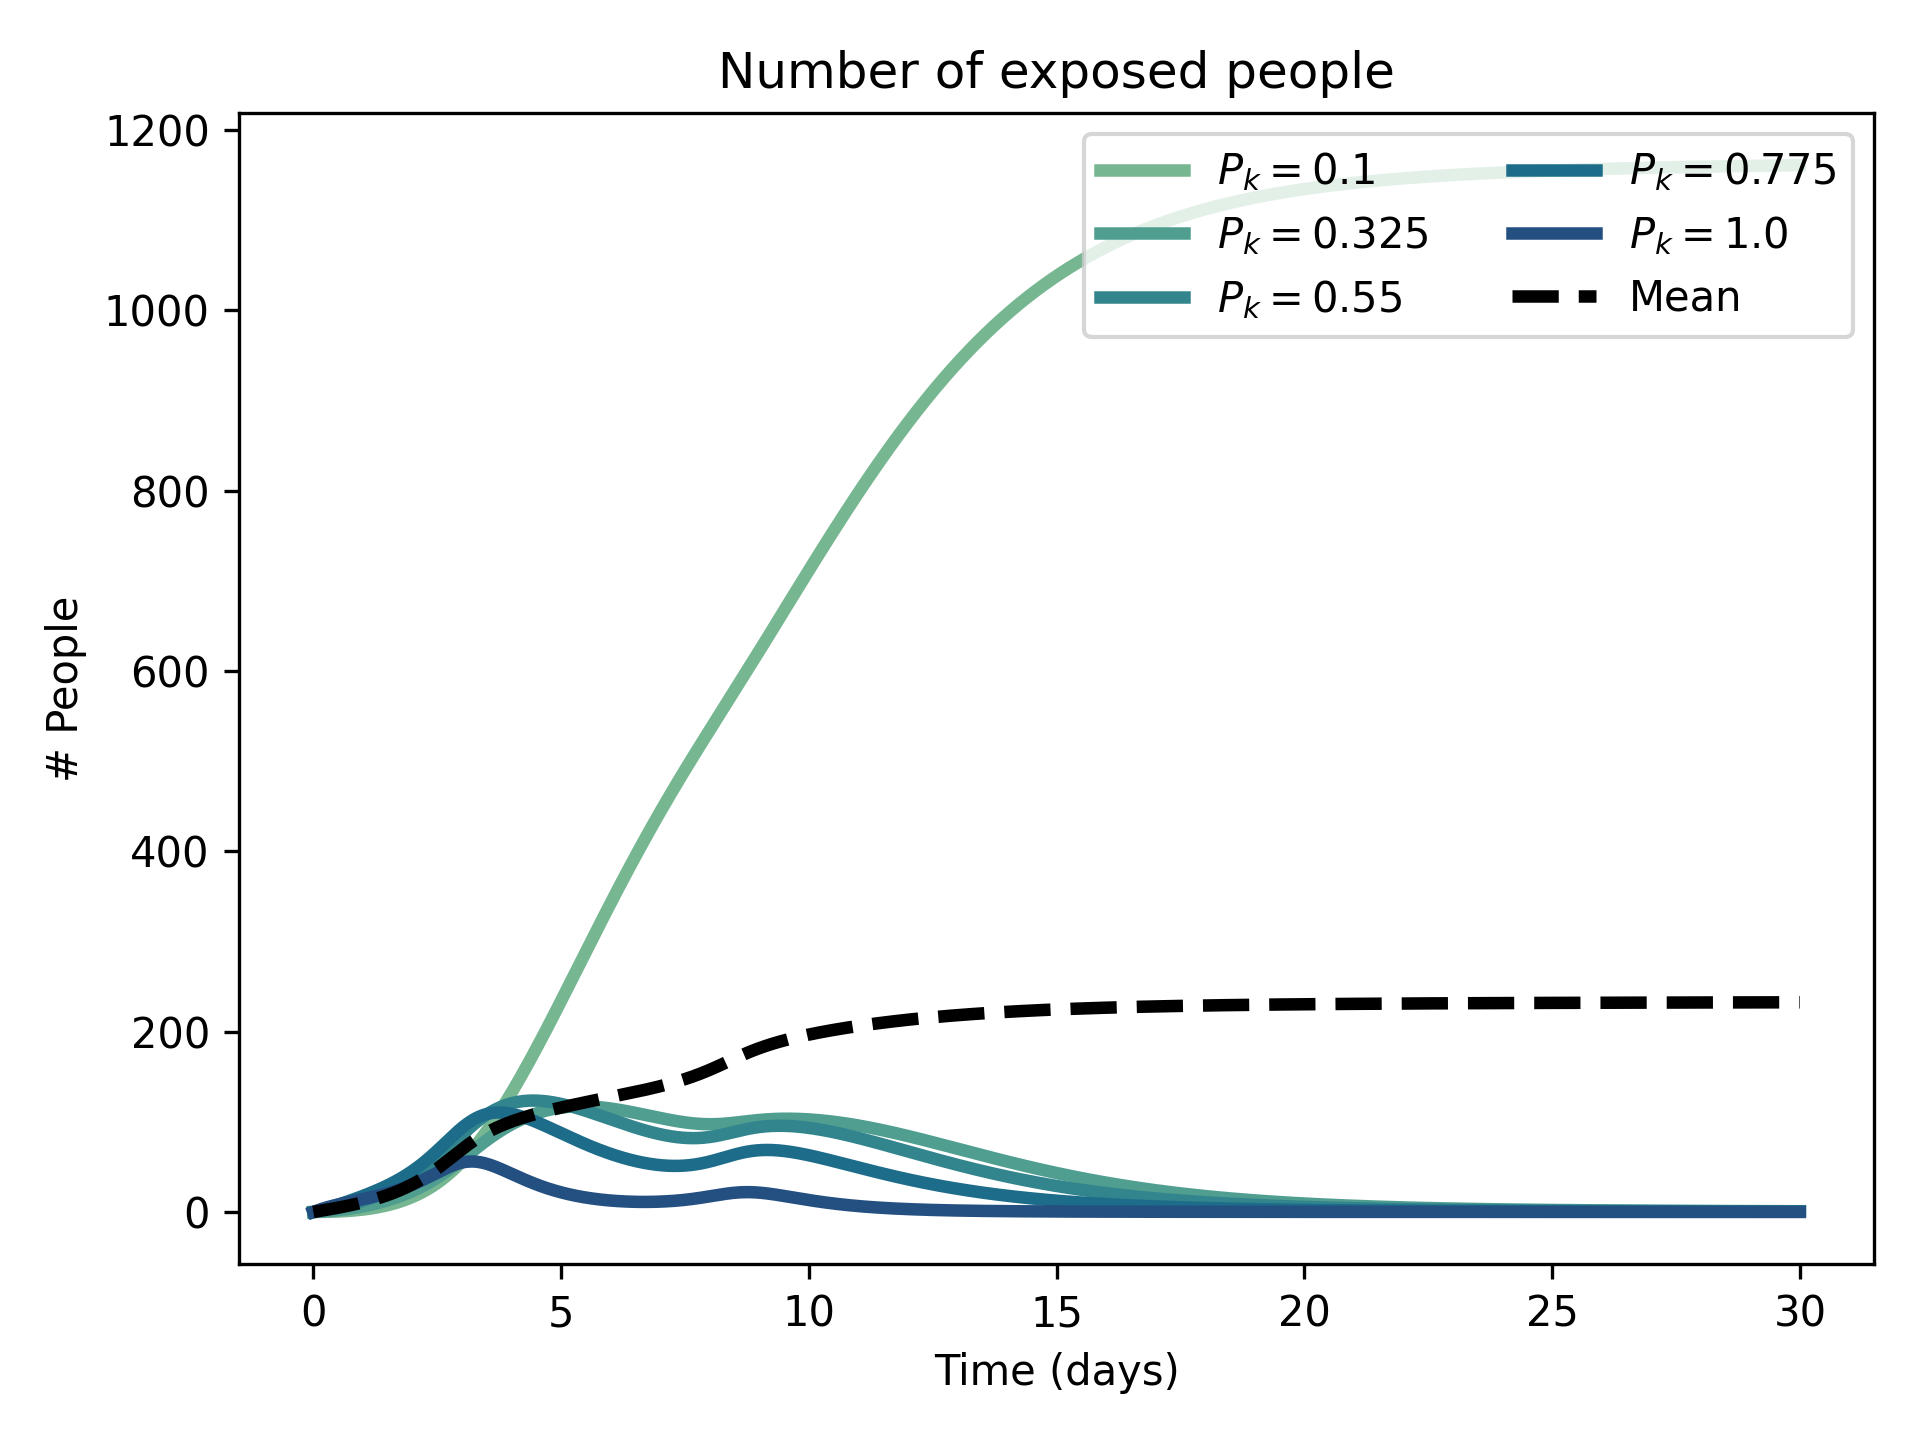 Number of exposed people
1200
1000
800
600
400
200
0
# People
P_k = 0.1
P_k = 0.325
P_k = 0.55
P_k = 0.775
P_k = 1.0
Mean
0 5 10 15 20 25 30
Time (days)